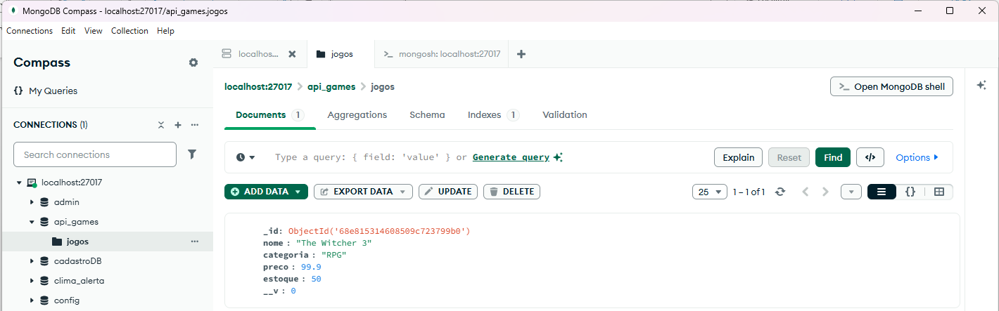 MongoDB Compass - localhost:27017/api_games.jogos
Connections Edit View Collection Help
Compass
{} My Queries
CONNECTIONS (1)
Search connections
localhost:27017
admin
api_games
jogos
cadastroDB
clima_alerta
config
localhos...
jogos
>_ mongosh: localhost:27017
localhost:27017 > api_games > jogos
>_ Open MongoDB shell
Documents 1 Aggregations Schema Indexes 1 Validation
Type a query: { field: 'value' } or Generate query
Explain Reset Find </> Options
ADD DATA EXPORT DATA UPDATE DELETE
25 1 – 1 of 1 {}
_id: ObjectId('68e815314608509c723799b0')
nome : "The Witcher 3"
categoria : "RPG"
preco : 99.9
estoque : 50
__v : 0